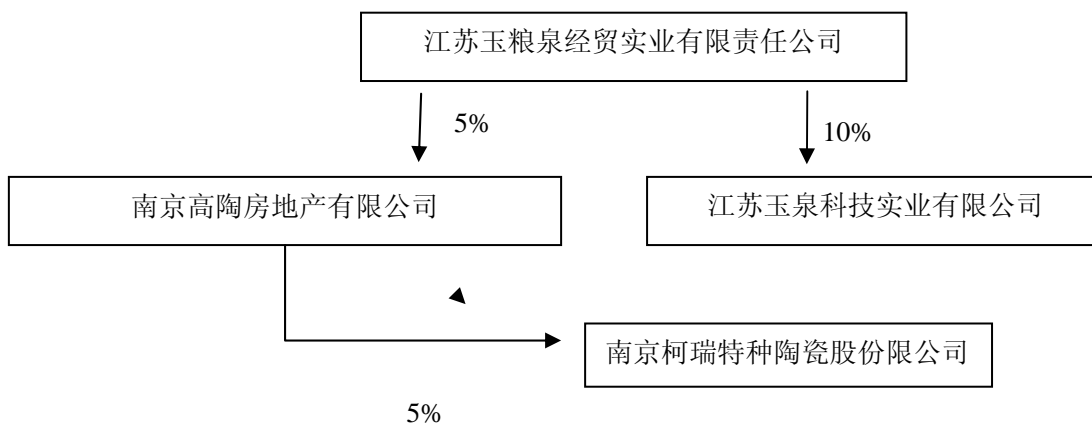 江苏玉粮泉经贸实业有限责任公司
5%
10%
南京高陶房地产有限公司
江苏玉泉科技实业有限公司
南京柯瑞特种陶瓷股份限公司
5%